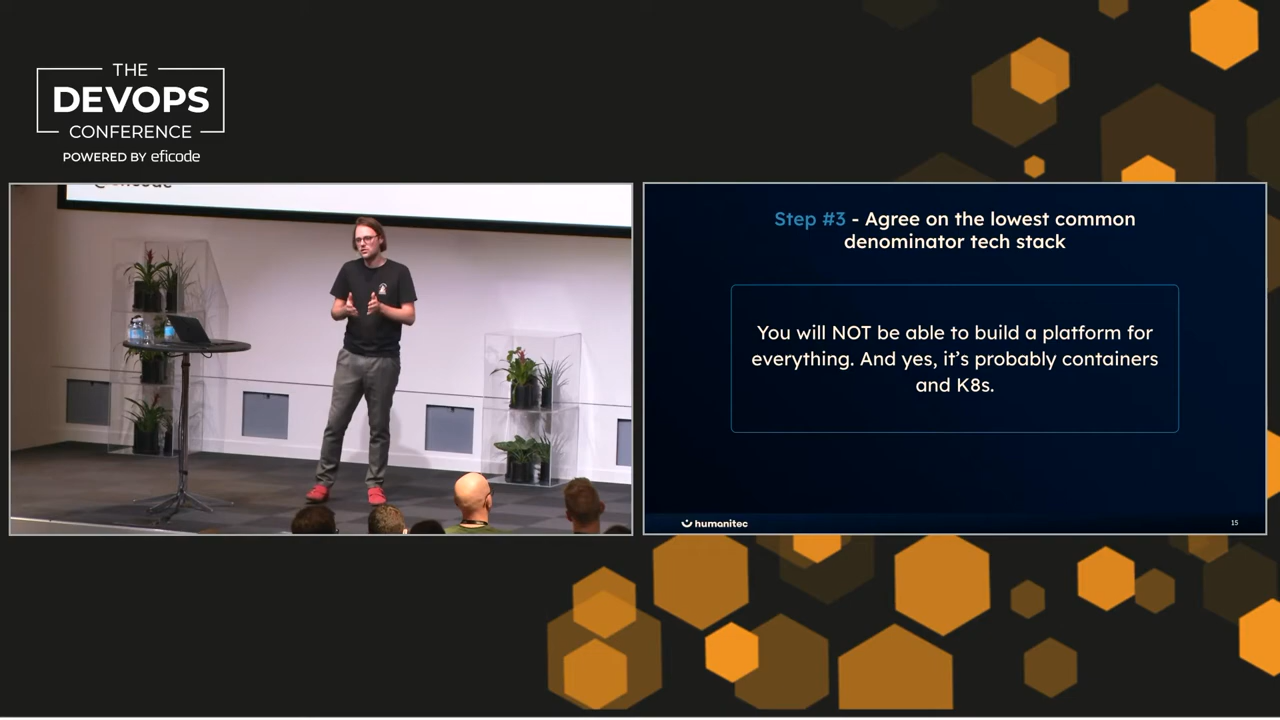 THE
DEVOPS
CONFERENCE
POWERED BY eficode
Step #3 - Agree on the lowest common
denominator tech stack
You will NOT be able to build a platform for
everything. And yes, it's probably containers
and K8s.
humanitec
15